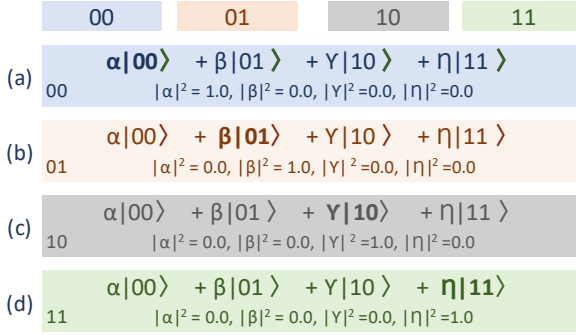 00 01 10 11
(a) α|00⟩ + β|01⟩ + ϒ|10⟩ + η|11⟩
00 |α|² = 1.0, |β|² = 0.0, |ϒ|² =0.0, |η|² =0.0
(b) α|00⟩ + β|01⟩ + ϒ|10⟩ + η|11⟩
01 |α|² = 0.0, |β|² = 1.0, |ϒ|² =0.0, |η|² =0.0
(c) α|00⟩ + β|01⟩ + ϒ|10⟩ + η|11⟩
10 |α|² = 0.0, |β|² = 0.0, |ϒ|² =1.0, |η|² =0.0
(d) α|00⟩ + β|01⟩ + ϒ|10⟩ + η|11⟩
11 |α|² = 0.0, |β|² = 0.0, |ϒ|² =0.0, |η|² =1.0